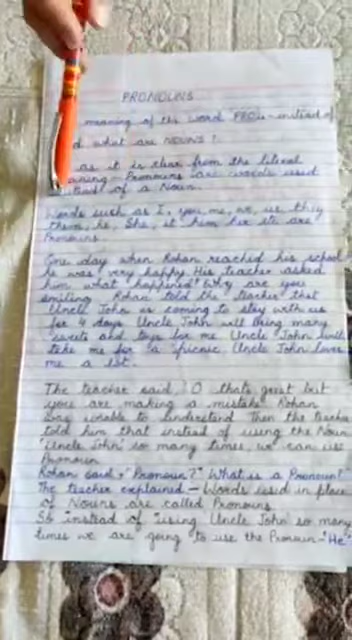 PRONOUNS
meaning of the word PRO - instead of
d what are NOUNS?
as it is clear from the literal
aning - Pronouns are words used
stead of a Noun.
Words such as I, you, me, we, us they
them, he, She, it him her etc are
Pronouns.
One day when Rohan reached his school
he was very happy His teacher asked
him what happened? Why are you
smiling Rohan told the teacher that
Uncle John is coming to stay with us
for 4 days Uncle John will bring many
sweets and toys for me Uncle John will
take me for a picnic Uncle John loves
me a lot.
The teacher said, O thats great but
you are making a mistake Rohan
was unable to understand Then the teacher
told him that instead of using the Noun
'Uncle John' so many times, we can use
Pronoun
Rohan said, "Pronoun?" What is a Pronoun?"
The teacher explained - Words used in place
of Nouns are called Pronouns
So instead of using Uncle John' so many
times we are going to use the Pronoun - "He"